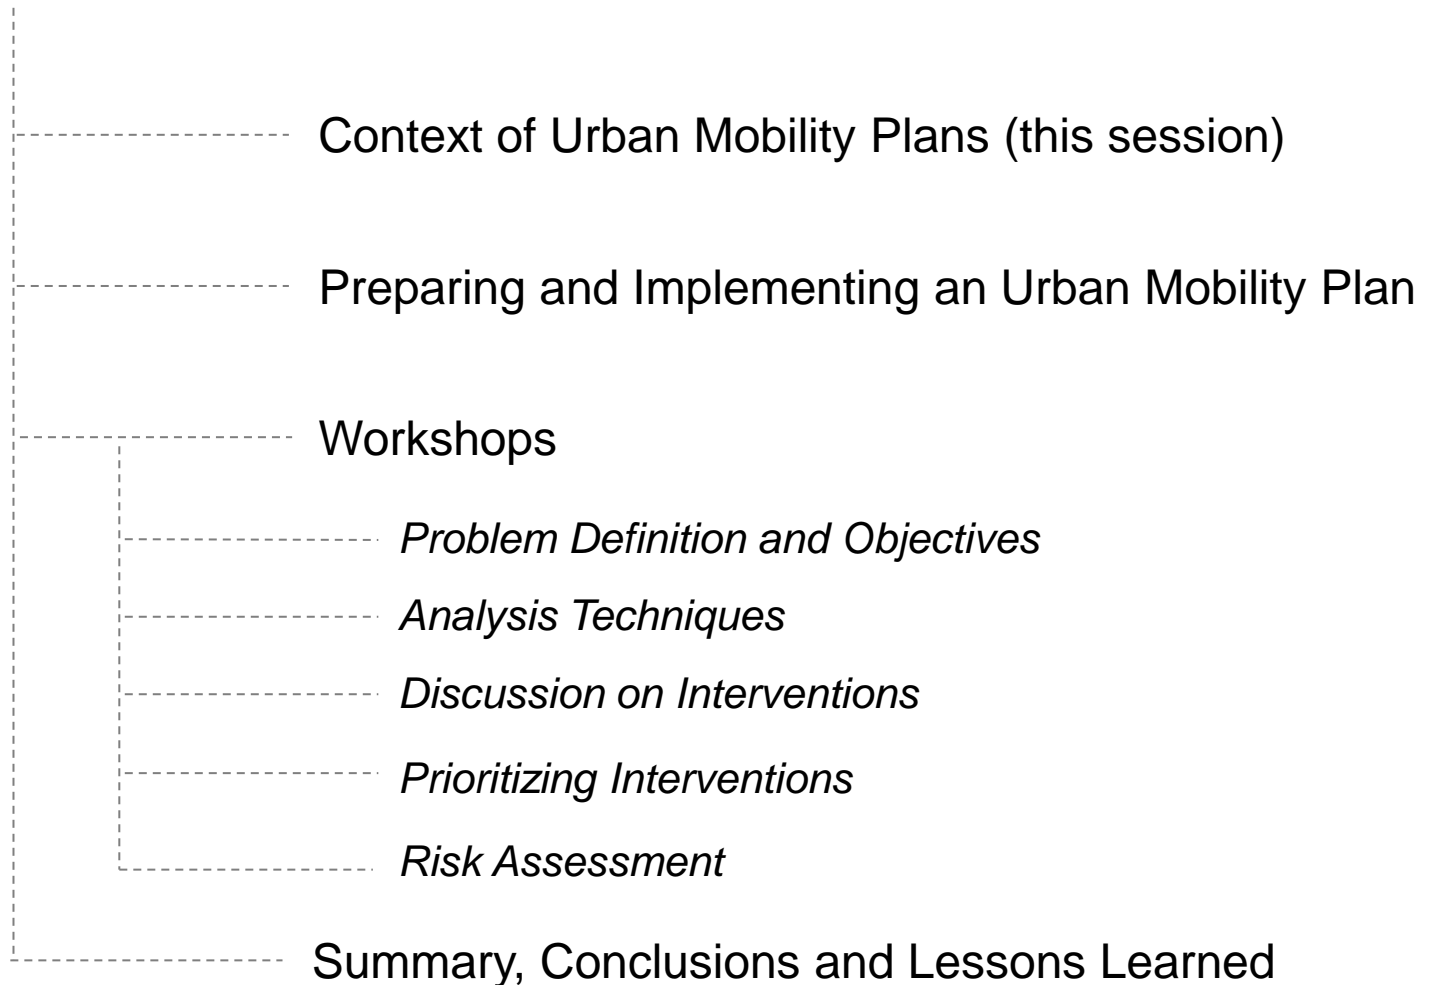 Context of Urban Mobility Plans (this session)
Preparing and Implementing an Urban Mobility Plan
Workshops
Problem Definition and Objectives
Analysis Techniques
Discussion on Interventions
Prioritizing Interventions
Risk Assessment
Summary, Conclusions and Lessons Learned